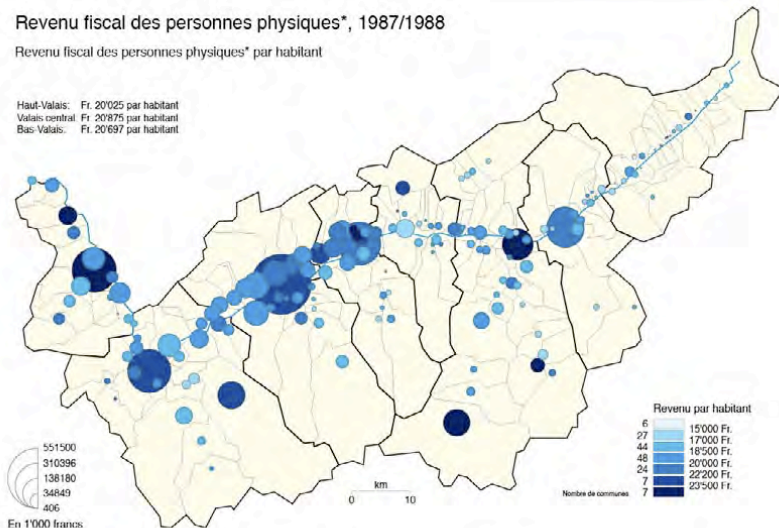 Revenu fiscal des personnes physiques*, 1987/1988
Revenu fiscal des personnes physiques* par habitant
Haut-Valais: Fr. 20'025 par habitant
Valais central: Fr. 20'875 par habitant
Bas-Valais: Fr. 20'697 par habitant
551500
310396
138180
34849
406
En 1'000 francs
km
0 10
Revenu par habitant
6
15'000 Fr.
27
17'000 Fr.
44
18'500 Fr.
48
20'000 Fr.
24
22'200 Fr.
7
23'500 Fr.
Nombre de communes 7